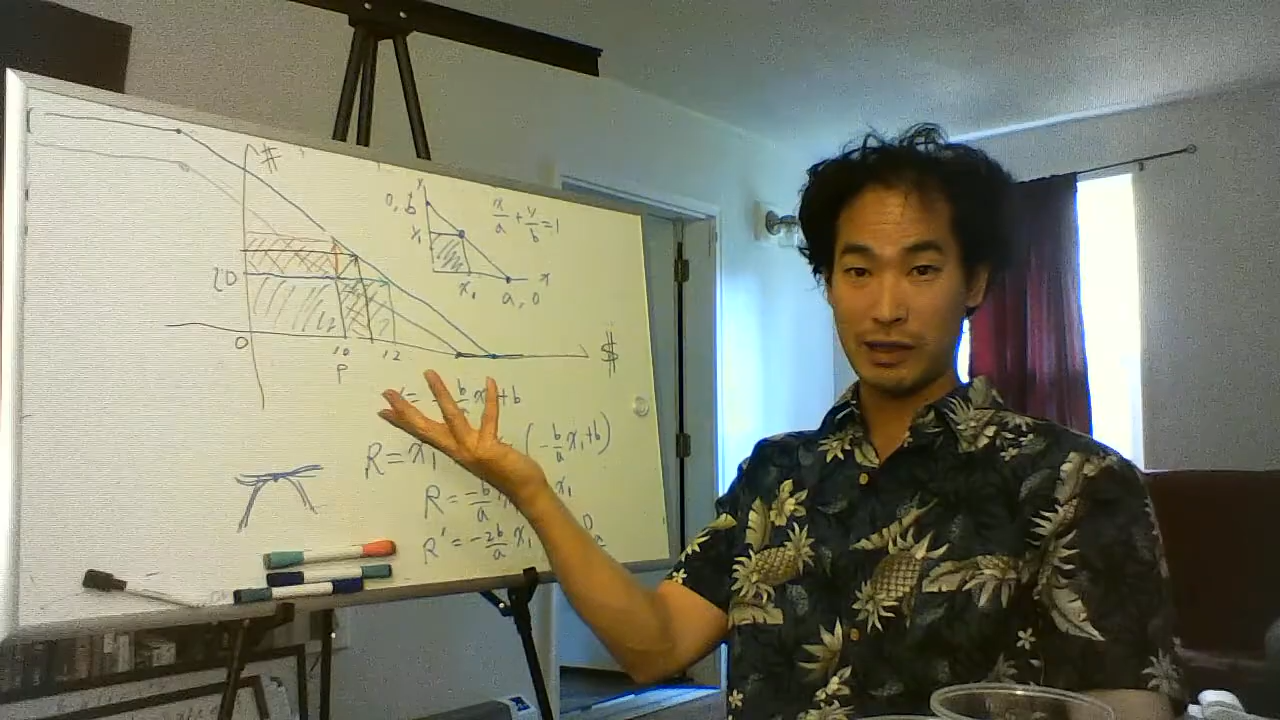 $
0, b
y
x/a + y/b = 1
y₁
20
x
x₁
a, 0
0
10
12
$
P
b
x
+b
R = x₁
(-b/a x₁+b)
R = -b/a
x₁
R' = -2b/a x₁